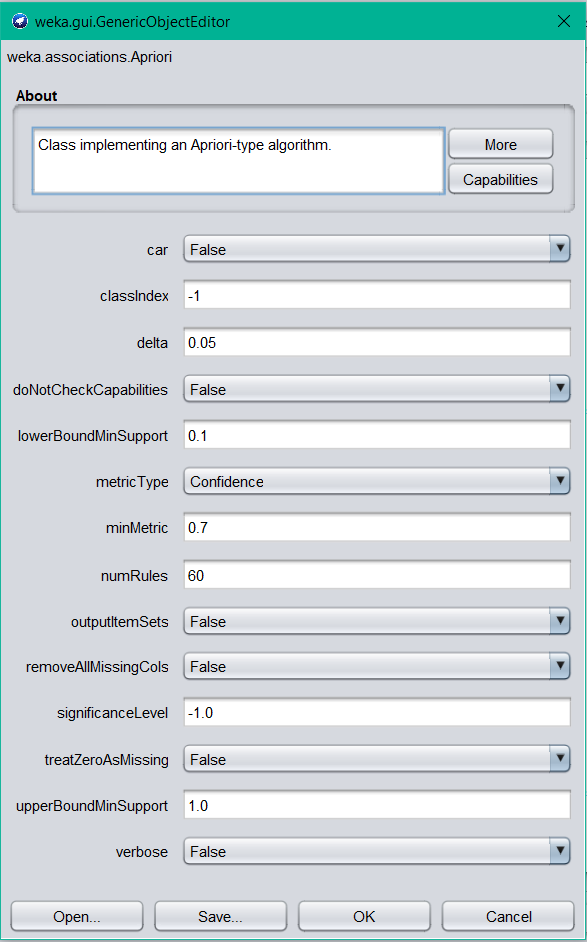 weka.gui.GenericObjectEditor
weka.associations.Apriori
About
Class implementing an Apriori-type algorithm.
More
Capabilities
car False
classIndex -1
delta 0.05
doNotCheckCapabilities False
lowerBoundMinSupport 0.1
metricType Confidence
minMetric 0.7
numRules 60
outputItemSets False
removeAllMissingCols False
significanceLevel -1.0
treatZeroAsMissing False
upperBoundMinSupport 1.0
verbose False
Open... Save... OK Cancel